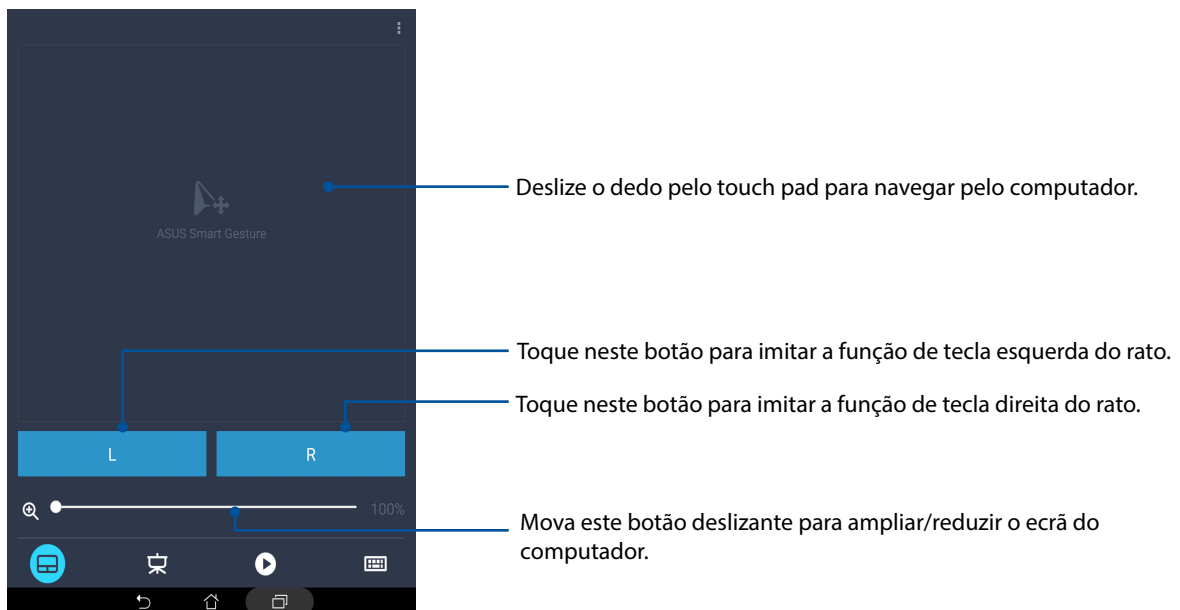 Deslize o dedo pelo touch pad para navegar pelo computador.
ASUS Smart Gesture
Toque neste botão para imitar a função de tecla esquerda do rato.
Toque neste botão para imitar a função de tecla direita do rato.
L
R
100%
Mova este botão deslizante para ampliar/reduzir o ecrã do
computador.